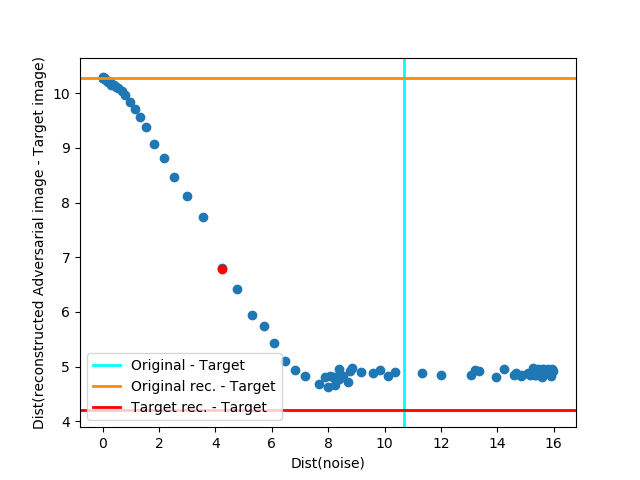 Dist(reconstructed Adversarial image - Target image)
10
9
8
7
6
5
4
Original - Target
Original rec. - Target
Target rec. - Target
0 2 4 6 8 10 12 14 16
Dist(noise)